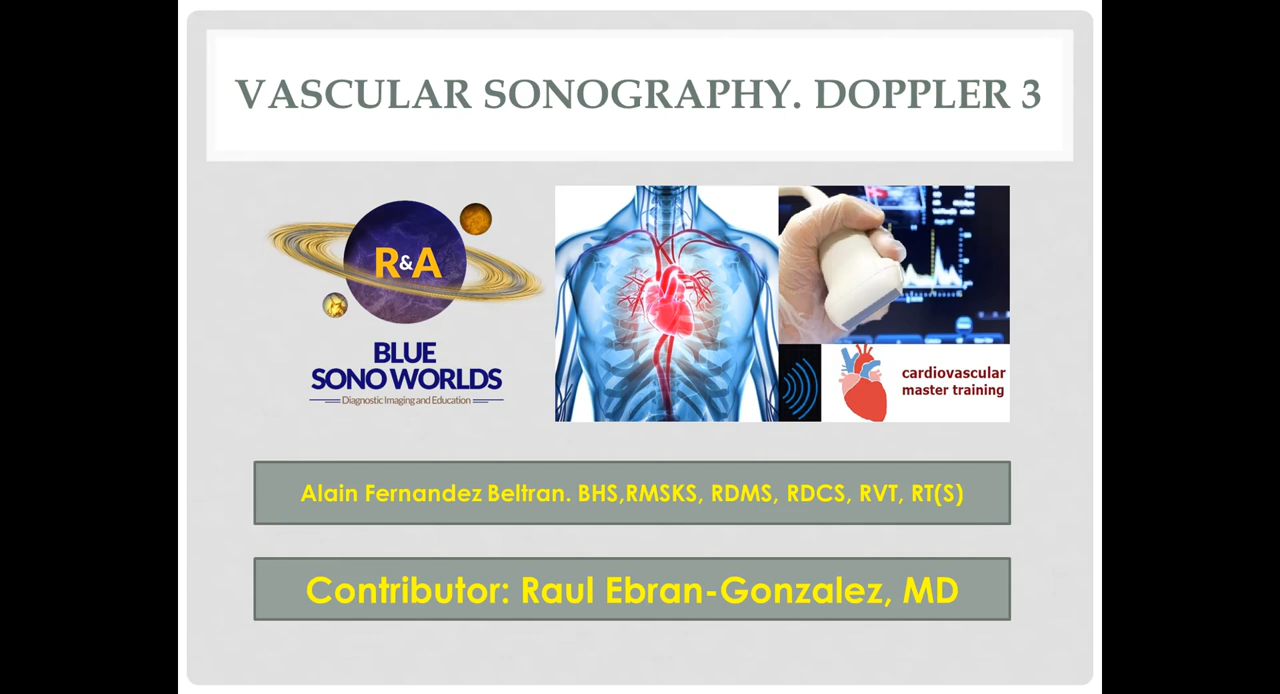 VASCULAR SONOGRAPHY. DOPPLER 3
R&A
BLUE
SONO WORLDS
Diagnostic Imaging and Education
cardiovascular
master training
Alain Fernandez Beltran. BHS,RMSKS, RDMS, RDCS, RVT, RT(S)
Contributor: Raul Ebran-Gonzalez, MD